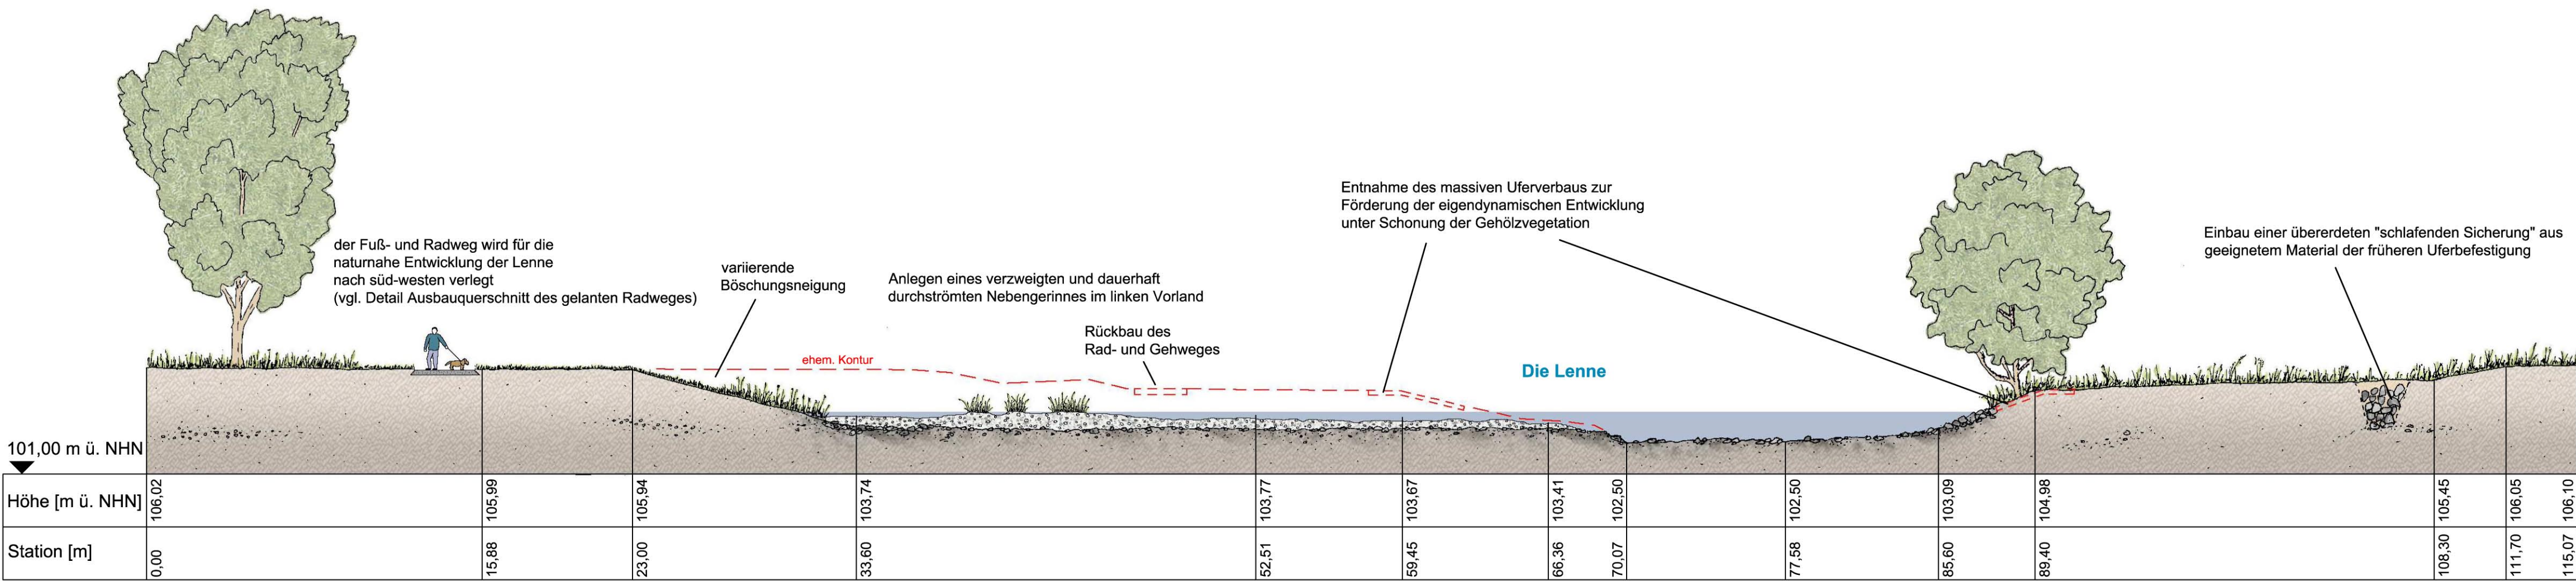 der Fuß- und Radweg wird für die
naturnahe Entwicklung der Lenne
nach süd-westen verlegt
(vgl. Detail Ausbauquerschnitt des gelanten Radweges)
variierende
Böschungsneigung
Anlegen eines verzweigten und dauerhaft
durchströmten Nebengerinnes im linken Vorland
ehem. Kontur
Rückbau des
Rad- und Gehweges
Entnahme des massiven Uferverbaus zur
Förderung der eigendynamischen Entwicklung
unter Schonung der Gehölzvegetation
Die Lenne
Einbau einer übererdeten "schlafenden Sicherung" aus
geeignetem Material der früheren Uferbefestigung
101,00 m ü. NHN
Höhe [m ü. NHN] 106,02 105,99 105,94 103,74 103,77 103,67 103,41 102,50 102,50 103,09 104,98 105,45 106,05 106,10
Station [m] 0,00 15,88 23,00 33,60 52,51 59,45 66,36 70,07 77,58 85,60 89,40 108,30 111,70 115,07